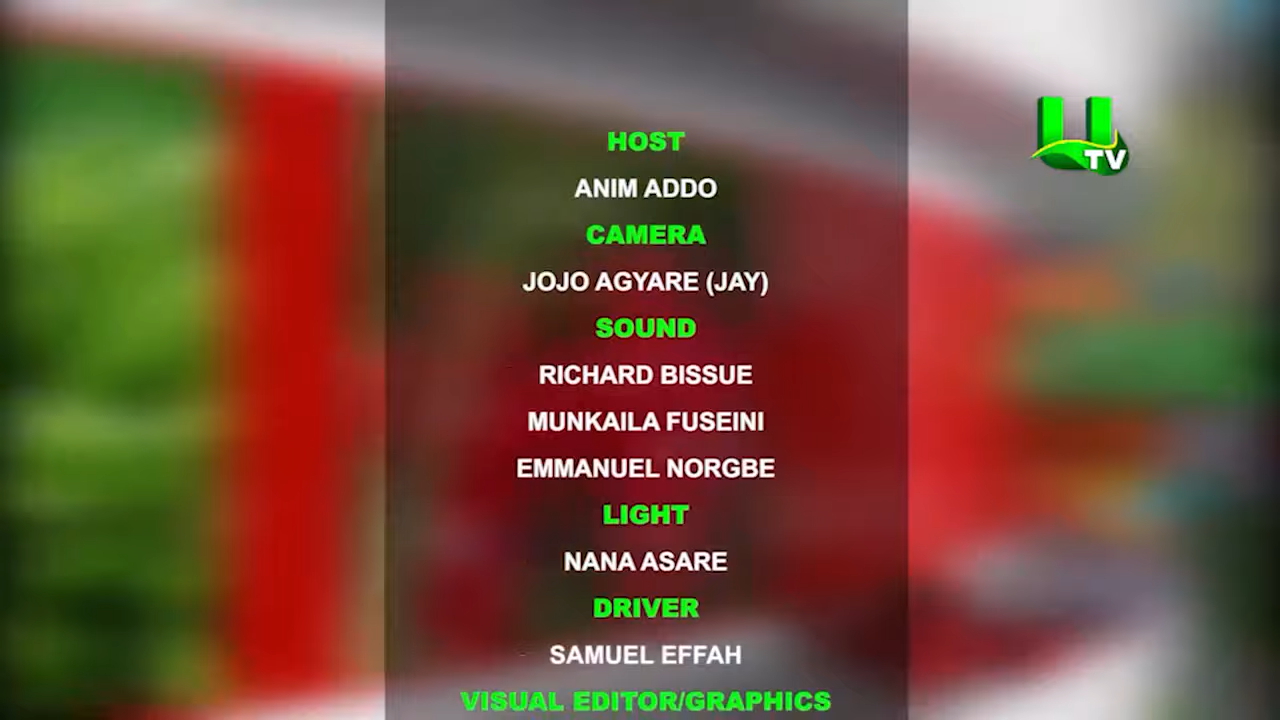 HOST
ANIM ADDO
CAMERA
JOJO AGYARE (JAY)
SOUND
RICHARD BISSUE
MUNKAILA FUSEINI
EMMANUEL NORGBE
LIGHT
NANA ASARE
DRIVER
SAMUEL EFFAH
VISUAL EDITOR/GRAPHICS
U TV